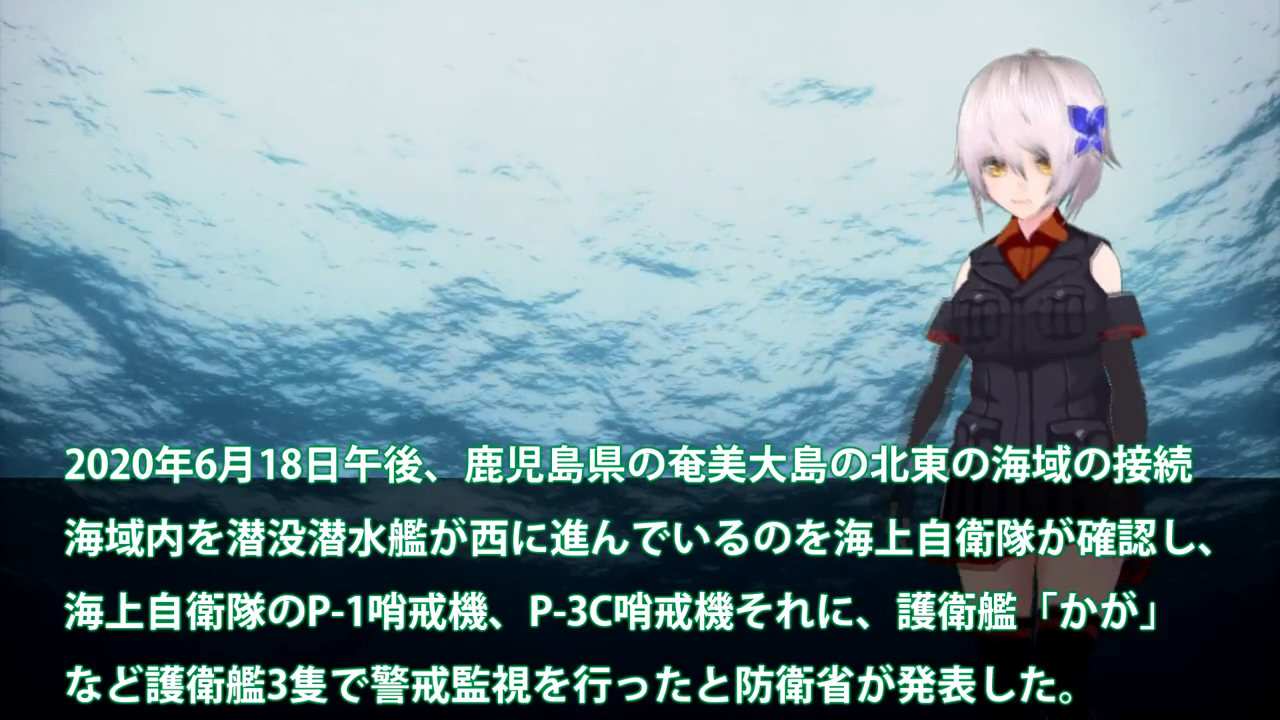 2020年6月18日午後、鹿児島県の奄美大島の北東の海域の接続
海域内を潜没潜水艦が西に進んでいるのを海上自衛隊が確認し、
海上自衛隊のP-1哨戒機、P-3C哨戒機それに、護衛艦「かが」
など護衛艦3隻で警戒監視を行ったと防衛省が発表した。